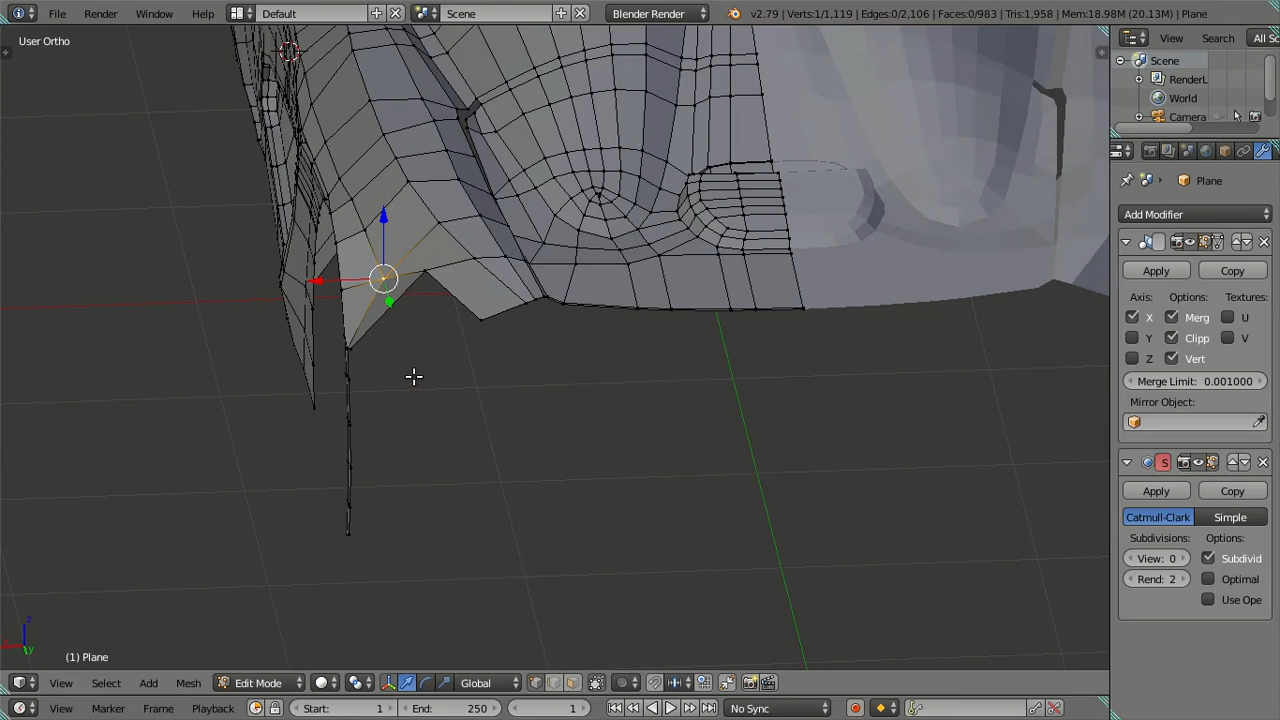 File Render Window Help Default Scene Blender Render v2.79 | Verts:1/1,119 | Edges:0/2,106 | Faces:0/983 | Tris:1,958 | Mem:18.98M (20.13M) | Plane
User Ortho
View Search All Sc
Scene
RenderL
World
Camera
Plane
Add Modifier
Apply Copy
Axis: Options: Textures:
X Merg U
Y Clipp V
Z Vert
Merge Limit: 0.001000
Mirror Object:
S
Apply Copy
Catmull-Clark Simple
Subdivisions: Options:
View: 0 Subdivid
Rend: 2 Optimal
Use Ope
z
x y
(1) Plane
View Select Add Mesh Edit Mode Global
View Marker Frame Playback Start: 1 End: 250 1 No Sync